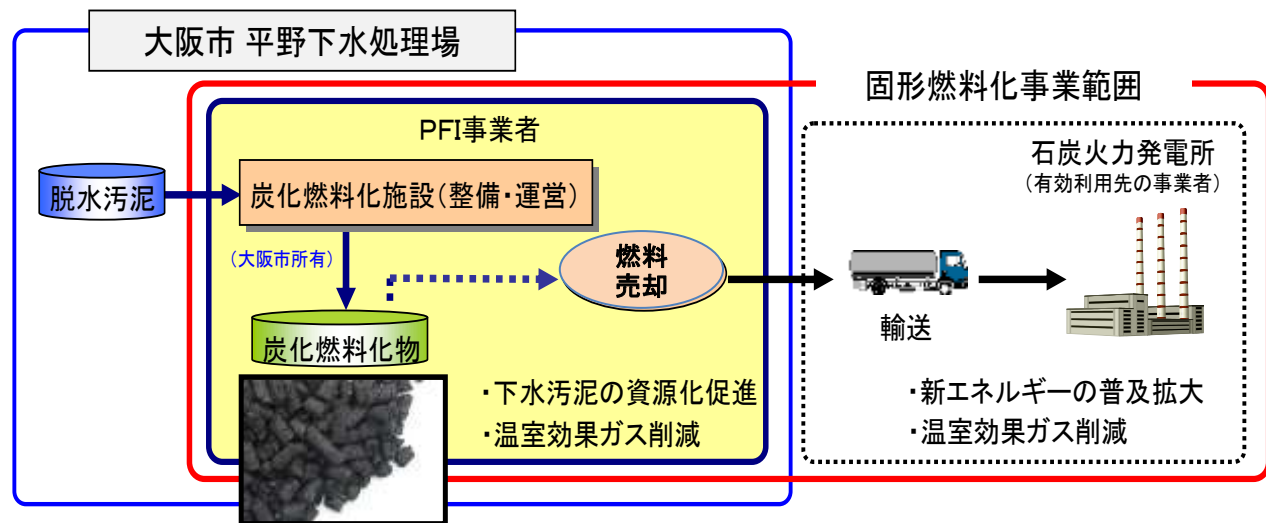 大阪市 平野下水処理場
固形燃料化事業範囲
PFI事業者
脱水汚泥
炭化燃料化施設(整備・運営)
(大阪市所有)
炭化燃料化物
燃料
売却
・下水汚泥の資源化促進
・温室効果ガス削減
石炭火力発電所
(有効利用先の事業者)
輸送
・新エネルギーの普及拡大
・温室効果ガス削減